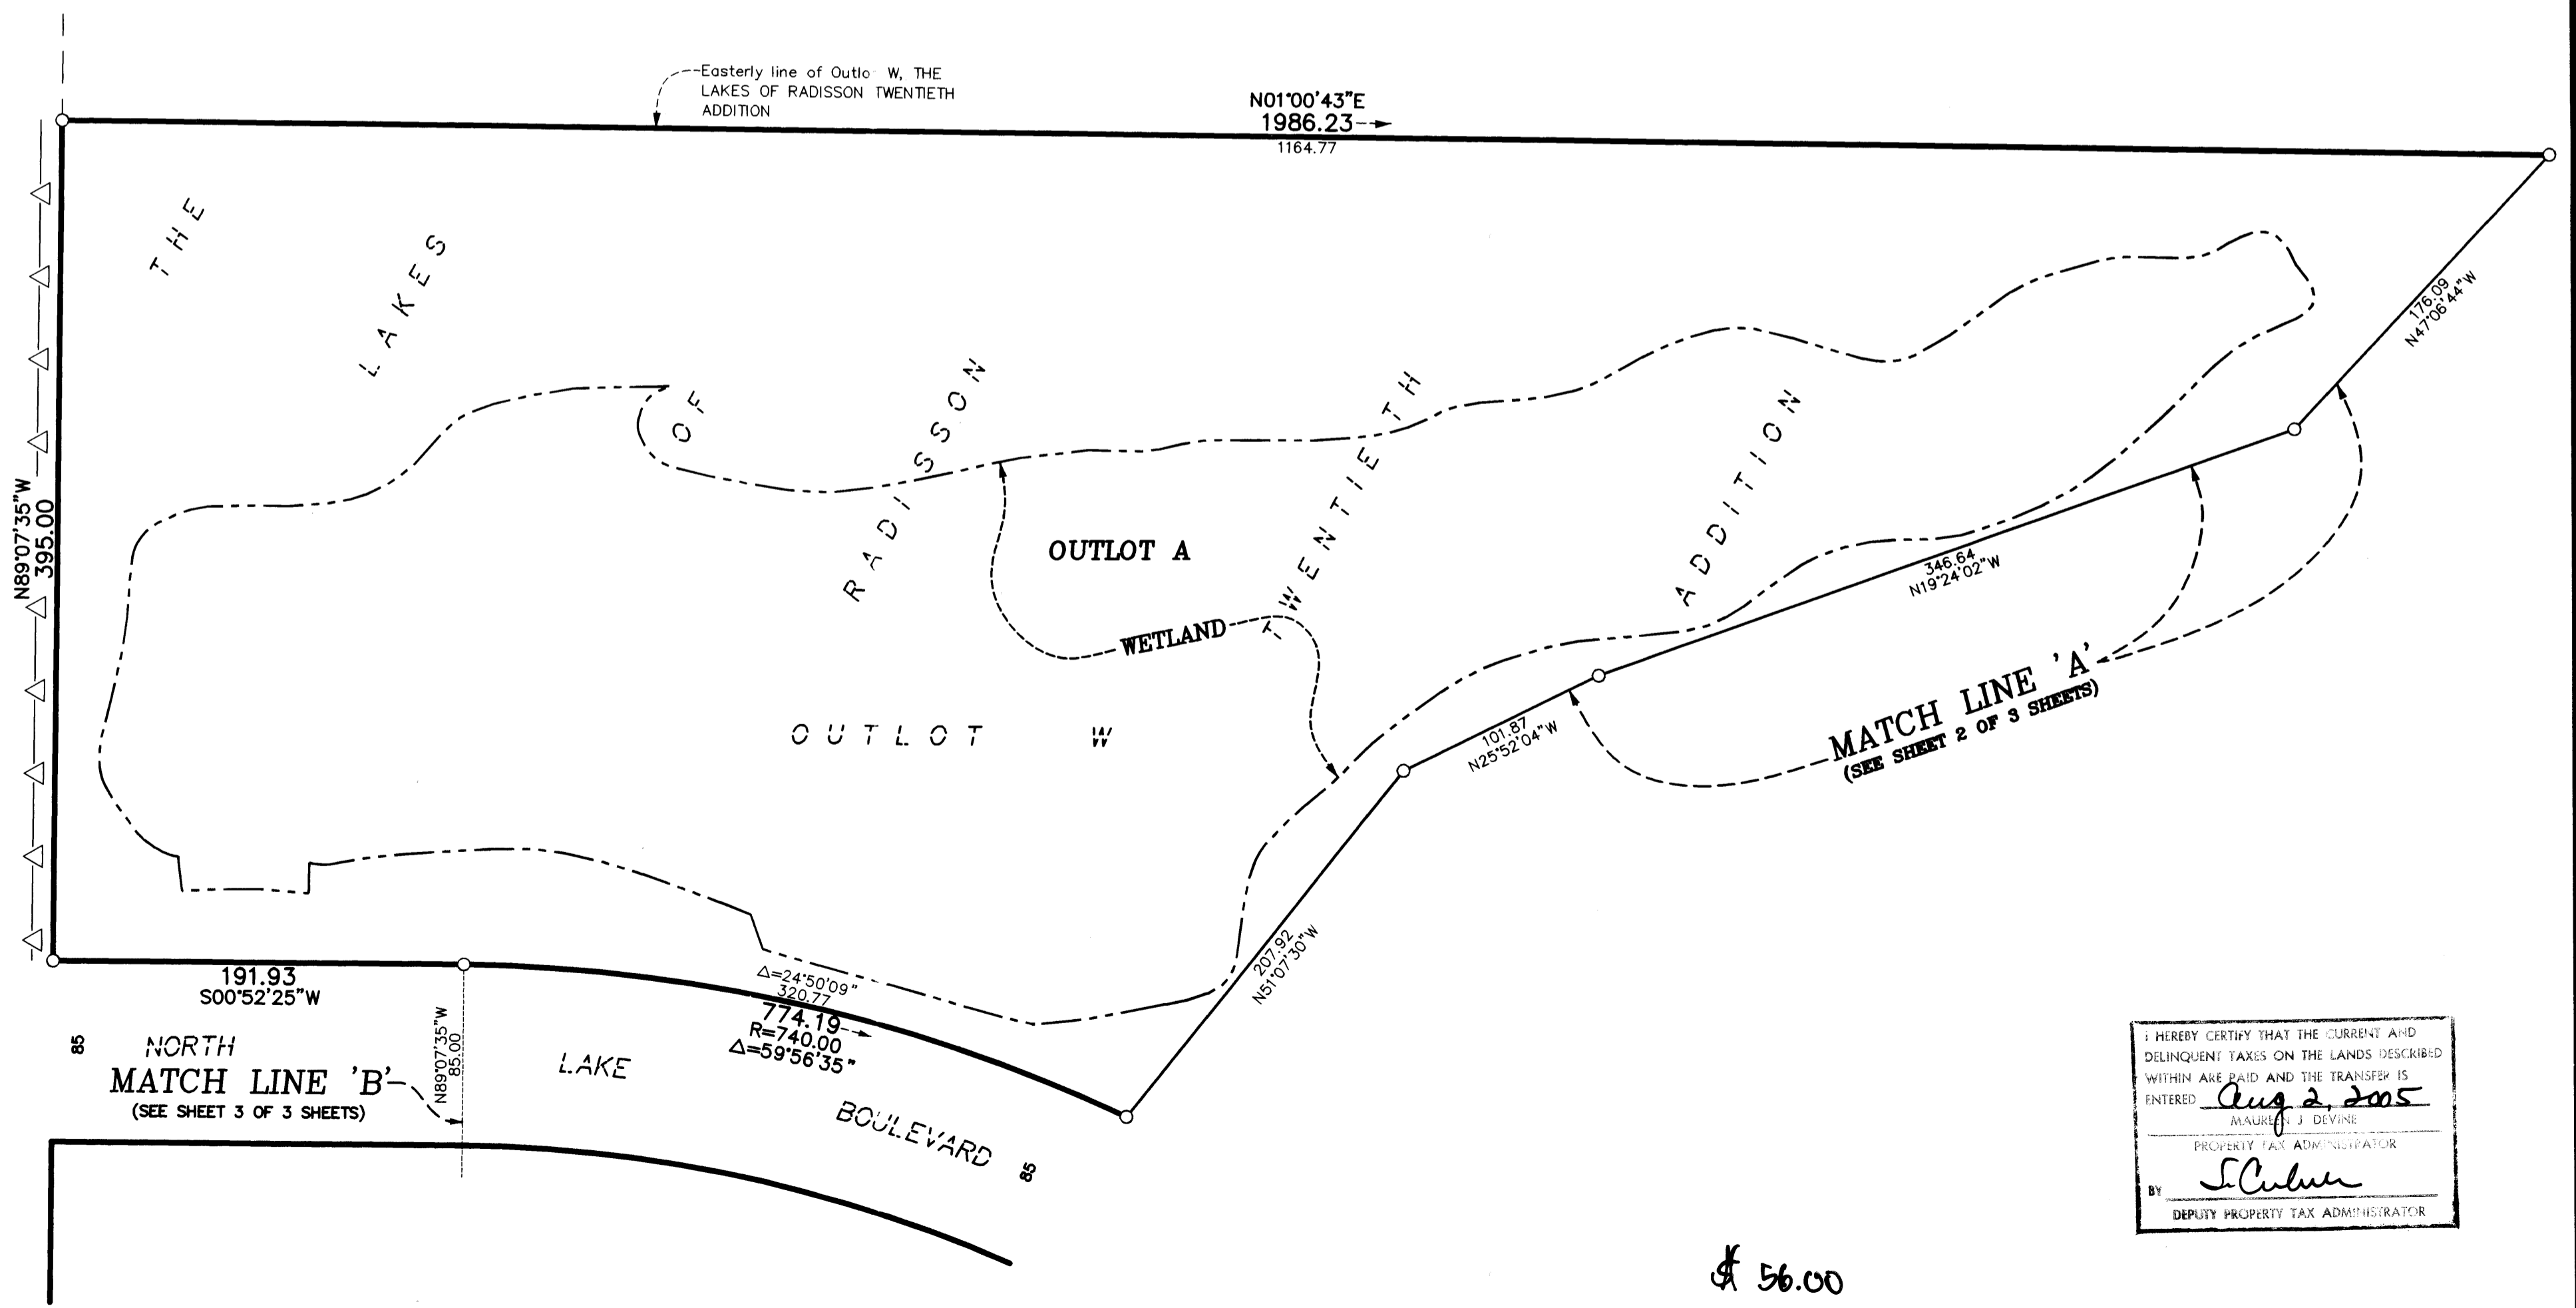 Easterly line of Outlo W, THE
LAKES OF RADISSON TWENTIETH
ADDITION
N01°00'43"E
1986.23
1164.77
THE
LAKES
OF
RADISSON
TWENTIETH
ADDITION
176.09
N47°06'44"W
N89°07'35"W
395.00
OUTLOT A
WETLAND
346.64
N19°24'02"W
OUTLOT W
101.87
N25°52'04"W
MATCH LINE 'A'
(SEE SHEET 2 OF 3 SHEETS)
207.92
N51°07'30"W
191.93
S00°52'25"W
Δ=24°50'09"
320.77
774.19
R=740.00
Δ=59°56'35"
85
NORTH
LAKE
BOULEVARD
85
N89°07'35"W
85.00
MATCH LINE 'B'
(SEE SHEET 3 OF 3 SHEETS)
I HEREBY CERTIFY THAT THE CURRENT AND
DELINQUENT TAXES ON THE LANDS DESCRIBED
WITHIN ARE PAID AND THE TRANSFER IS
ENTERED Aug 2, 2005
MAUREEN J DEVINE
PROPERTY TAX ADMINISTRATOR
BY
DEPUTY PROPERTY TAX ADMINISTRATOR
$ 56.00